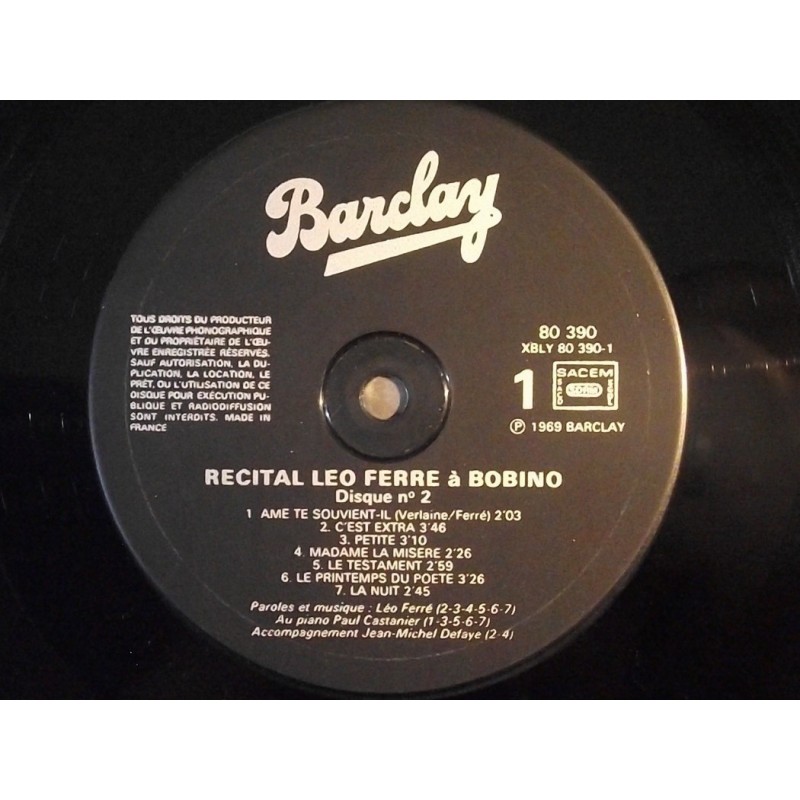 Barclay
TOUS DROITS DU PRODUCTEUR
DE L'ŒUVRE PHONOGRAPHIQUE
ET DU PROPRIÉTAIRE DE L'ŒU-
VRE ENREGISTRÉE RÉSERVÉS.
SAUF AUTORISATION, LA DU-
PLICATION, LA LOCATION, LE
PRÊT, OU L'UTILISATION DE CE
DISQUE POUR EXÉCUTION PU-
BLIQUE ET RADIODIFFUSION
SONT INTERDITS. MADE IN
FRANCE
80 390
XBLY 80 390-1
1
SACEM
SACD
SDRM
SGDL
Ⓟ 1969 BARCLAY
RECITAL LEO FERRE à BOBINO
Disque nº 2
1 AME TE SOUVIENT-IL (Verlaine/Ferré) 2'03
2. C'EST EXTRA 3'46
3. PETITE 3'10
4. MADAME LA MISERE 2'26
5. LE TESTAMENT 2'59
6. LE PRINTEMPS DU POETE 3'26
7. LA NUIT 2'45
Paroles et musique : Léo Ferré (2-3-4-5-6-7)
Au piano Paul Castanier (1-3-5-6-7)
Accompagnement Jean-Michel Defaye (2-4)